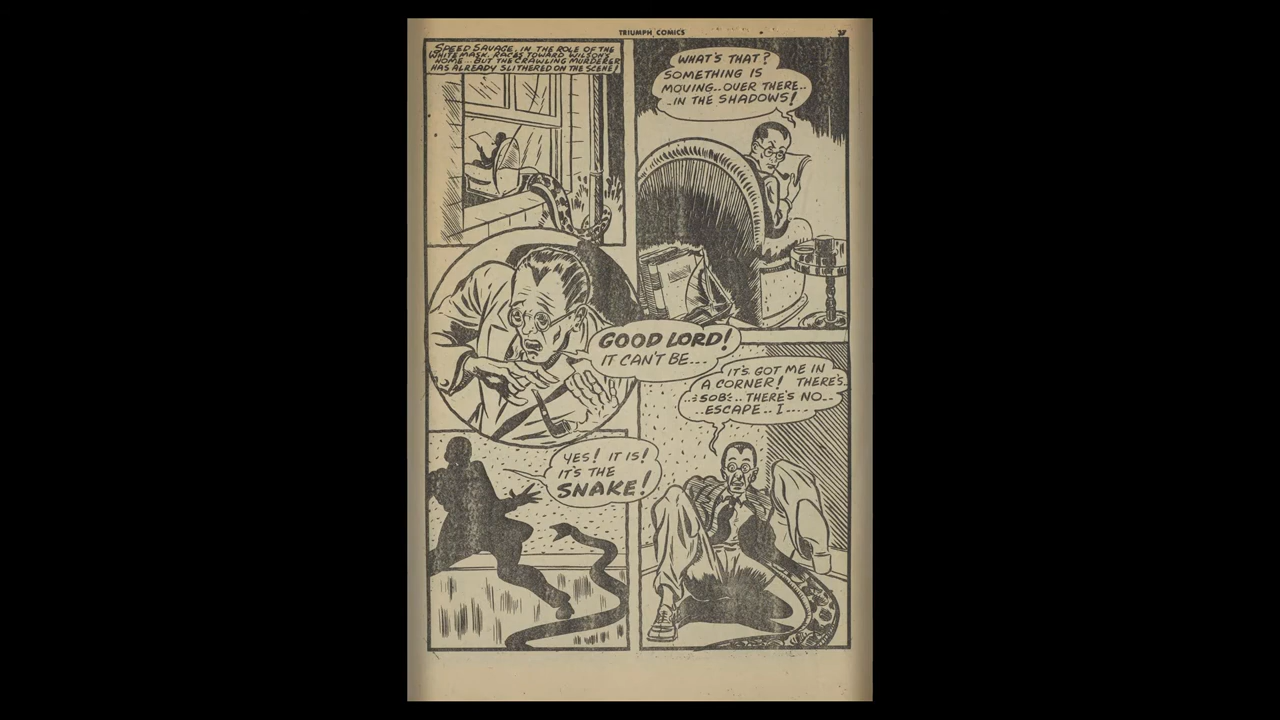 TRIUMPH COMICS
37
SPEED SAVAGE, IN THE ROLE OF THE
WHITE MASK, RACES TOWARD WILSON'S
HOME... BUT THE CRAWLING MURDERER
HAS ALREADY SLITHERED ON THE SCENE!
WHAT'S THAT?
SOMETHING IS
MOVING..OVER THERE..
..IN THE SHADOWS!
GOOD LORD!
IT CAN'T BE...
YES! IT IS!
IT'S THE
SNAKE!
IT'S GOT ME IN
A CORNER! THERE'S..
..SOB.. THERE'S NO..
..ESCAPE.. I....